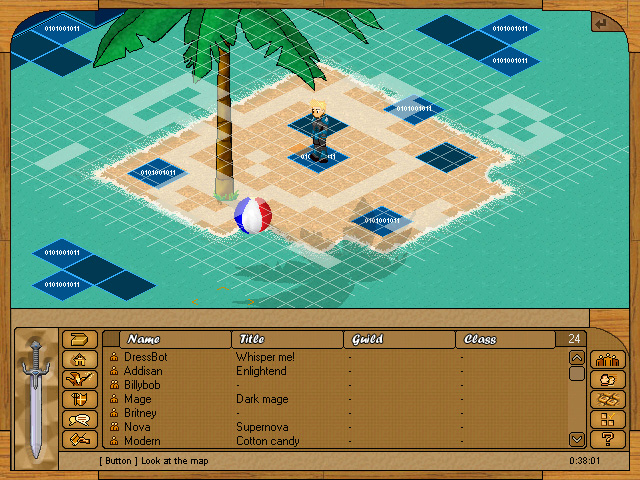 0101001011
0101001011
0101001011
0101001011
0101001011
0101001011
0101001011
0101001011
Name Title Guild Class 24
DressBot Whisper me! -  -
Addisan Enlightend - -
Billybob - - -
Mage Dark mage - -
Britney - - -
Nova Supernova - -
Modern Cotton candy - -
[ Button ] Look at the map 0:38:01